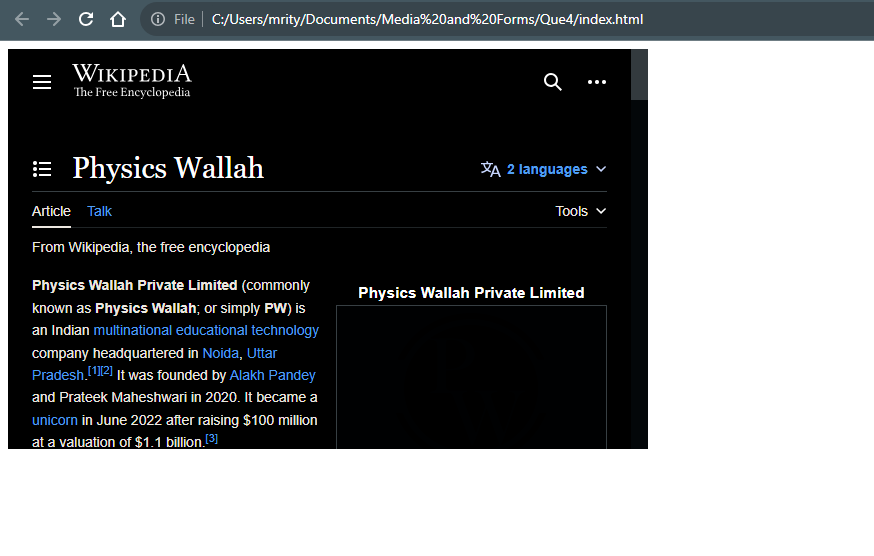 File C:/Users/mrity/Documents/Media%20and%20Forms/Que4/index.html
WIKIPEDIA
The Free Encyclopedia
Physics Wallah
2 languages
Article Talk
Tools
From Wikipedia, the free encyclopedia
Physics Wallah Private Limited (commonly
known as Physics Wallah; or simply PW) is
an Indian multinational educational technology
company headquartered in Noida, Uttar
Pradesh.[1][2] It was founded by Alakh Pandey
and Prateek Maheshwari in 2020. It became a
unicorn in June 2022 after raising $100 million
at a valuation of $1.1 billion.[3]
Physics Wallah Private Limited